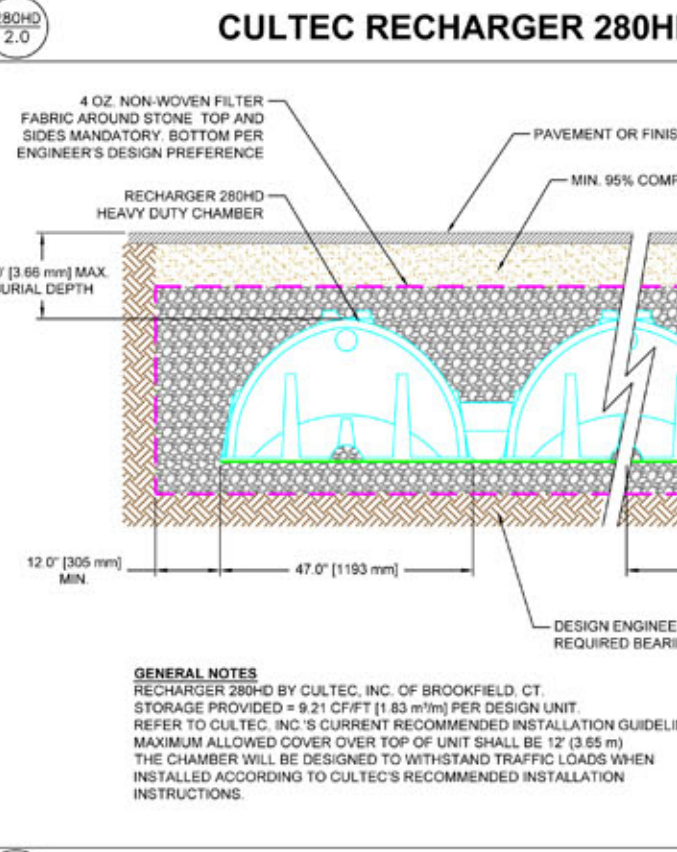 280HD
2.0
CULTEC RECHARGER 280H
4 OZ. NON-WOVEN FILTER
FABRIC AROUND STONE TOP AND
SIDES MANDATORY. BOTTOM PER
ENGINEER'S DESIGN PREFERENCE
PAVEMENT OR FINIS
RECHARGER 280HD
HEAVY DUTY CHAMBER
MIN. 95% COMP
' [3.66 mm] MAX.
URIAL DEPTH
12.0" [305 mm]
MIN.
47.0" [1193 mm]
DESIGN ENGINEE
REQUIRED BEARI
GENERAL NOTES
RECHARGER 280HD BY CULTEC, INC. OF BROOKFIELD, CT.
STORAGE PROVIDED = 9.21 CF/FT [1.83 m³/m] PER DESIGN UNIT.
REFER TO CULTEC, INC.'S CURRENT RECOMMENDED INSTALLATION GUIDELI
MAXIMUM ALLOWED COVER OVER TOP OF UNIT SHALL BE 12' (3.65 m)
THE CHAMBER WILL BE DESIGNED TO WITHSTAND TRAFFIC LOADS WHEN
INSTALLED ACCORDING TO CULTEC'S RECOMMENDED INSTALLATION
INSTRUCTIONS.